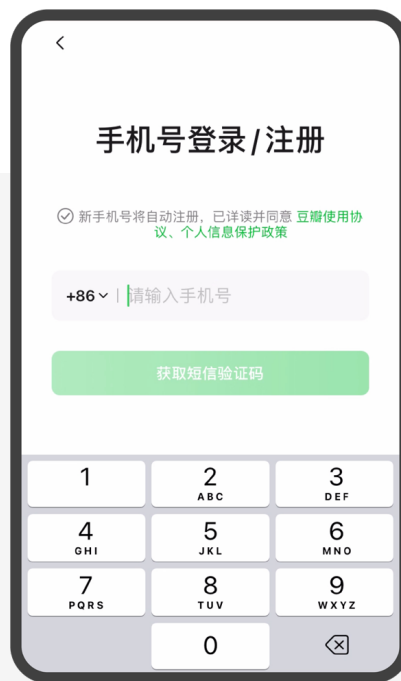 手机号登录/注册
新手机号将自动注册，已详读并同意 豆瓣使用协
议、个人信息保护政策
+86 请输入手机号
获取短信验证码
1 2 3
ABC DEF
4 5 6
GHI JKL MNO
7 8 9
PQRS TUV WXYZ
0